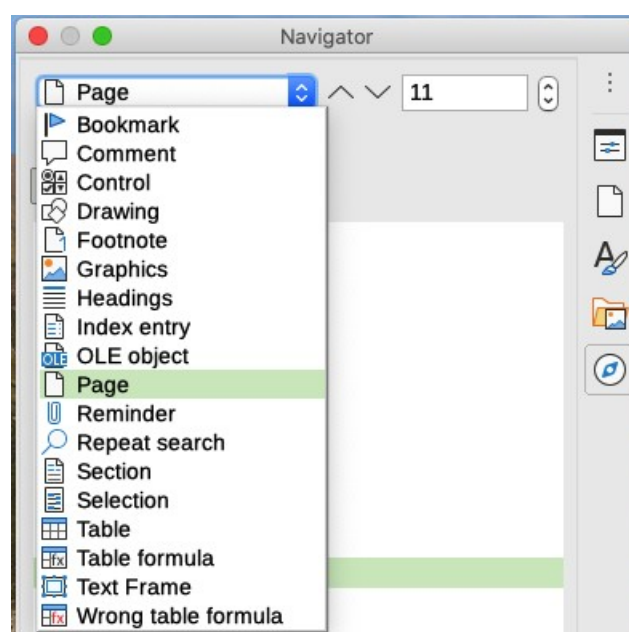 Navigator
Page
11
Bookmark
Comment
Control
Drawing
Footnote
Graphics
Headings
Index entry
OLE object
Page
Reminder
Repeat search
Section
Selection
Table
Table formula
Text Frame
Wrong table formula